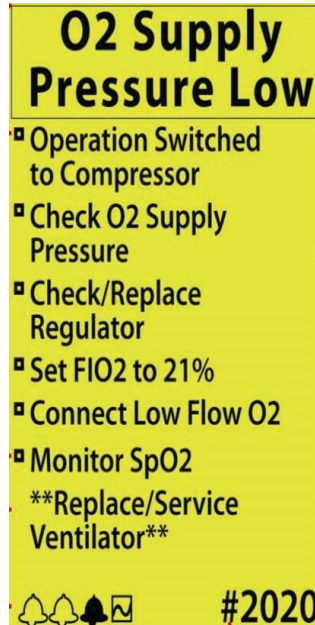 O2 Supply
Pressure Low
Operation Switched
to Compressor
Check O2 Supply
Pressure
Check/Replace
Regulator
Set FIO2 to 21%
Connect Low Flow O2
Monitor SpO2
**Replace/Service
Ventilator**
#2020